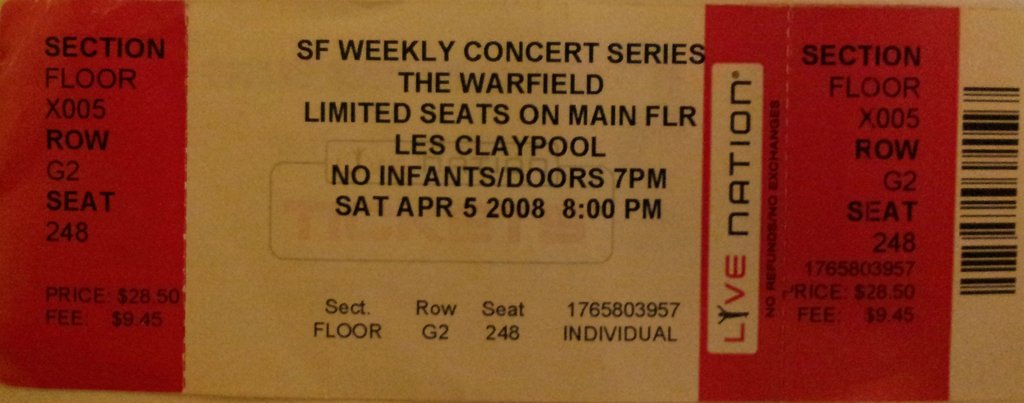 SECTION
FLOOR
X005
ROW
G2
SEAT
248
PRICE: $28.50
FEE: $9.45
SF WEEKLY CONCERT SERIES
THE WARFIELD
LIMITED SEATS ON MAIN FLR
LES CLAYPOOL
NO INFANTS/DOORS 7PM
SAT APR 5 2008 8:00 PM
TICKETS
Sect. Row Seat 1765803957
FLOOR G2 248 INDIVIDUAL
LIVE NATION
NO REFUNDS/NO EXCHANGES
SECTION
FLOOR
X005
ROW
G2
SEAT
248
1765803957
PRICE: $28.50
FEE: $9.45